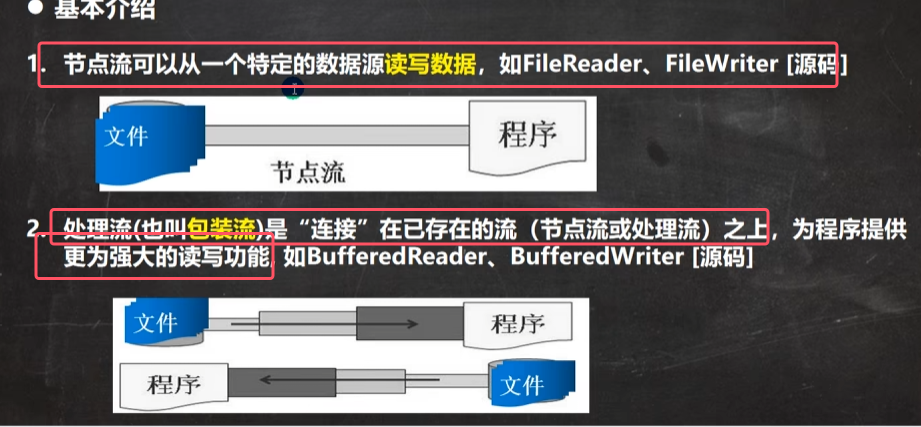 ● 基本介绍
1. 节点流可以从一个特定的数据源读写数据，如FileReader、FileWriter [源码]
文件
程序
节点流
2. 处理流(也叫包装流)是“连接”在已存在的流（节点流或处理流）之上，为程序提供
更为强大的读写功能, 如BufferedReader、BufferedWriter [源码]
文件
程序
程序
文件